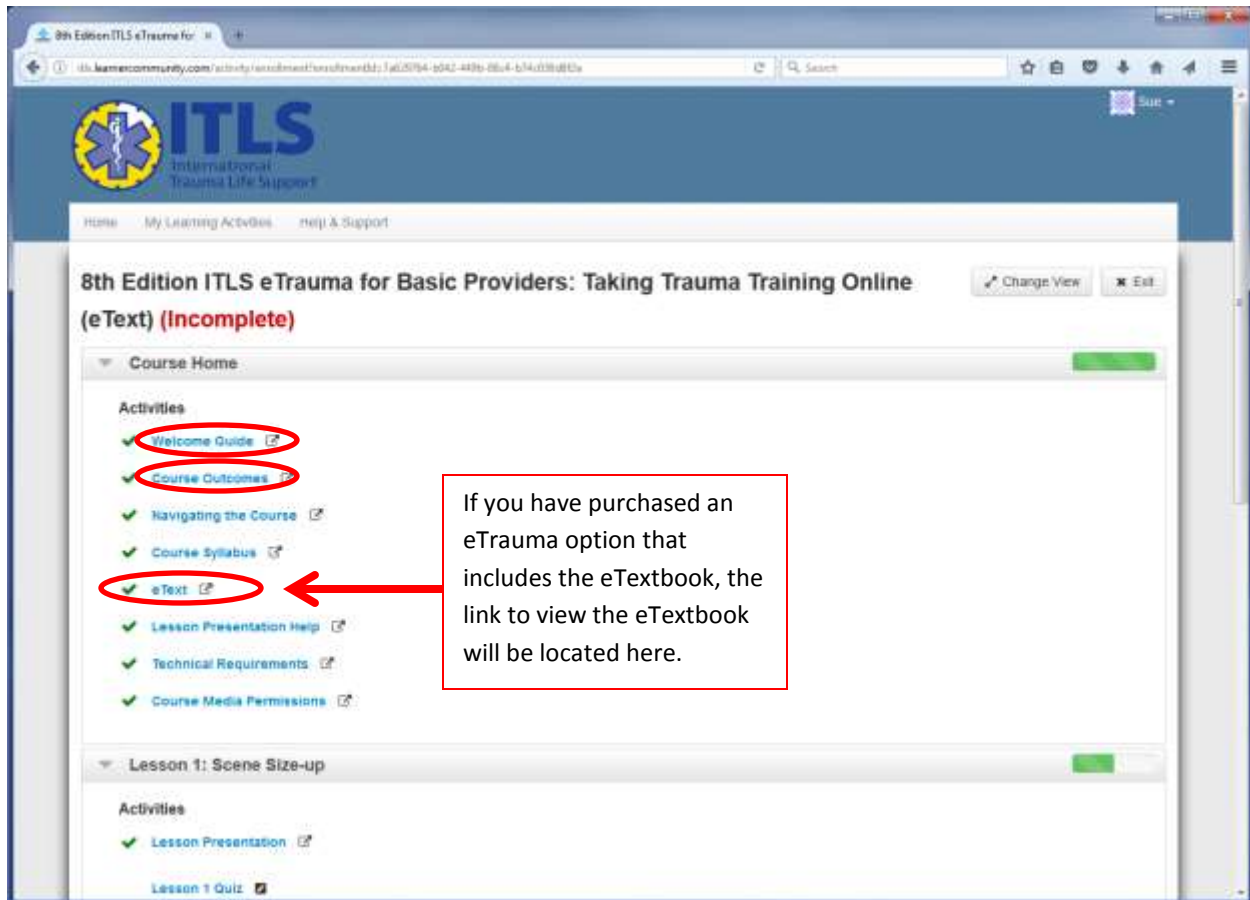 8th Edition ITLS eTrauma for
Search
Sue
ITLS
International
Trauma Life Support
Home My Learning Activities Help & Support
8th Edition ITLS eTrauma for Basic Providers: Taking Trauma Training Online
(eText) (Incomplete)
Change View
Exit
Course Home
Activities
Welcome Guide
Course Outcomes
Navigating the Course
Course Syllabus
eText
Lesson Presentation Help
Technical Requirements
Course Media Permissions
If you have purchased an
eTrauma option that
includes the eTextbook, the
link to view the eTextbook
will be located here.
Lesson 1: Scene Size-up
Activities
Lesson Presentation
Lesson 1 Quiz